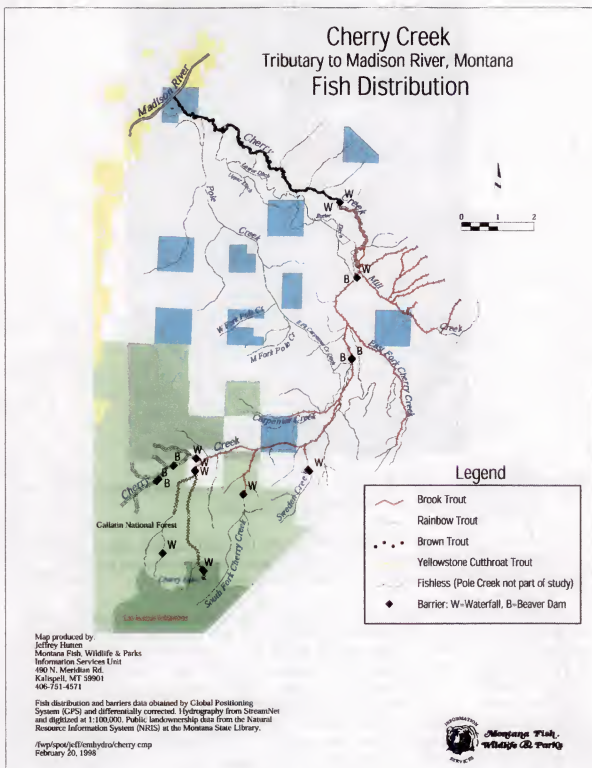 Cherry Creek
Tributary to Madison River, Montana
Fish Distribution
Madison River
Cherry
Creek
W
W
0 1 2
Pole
Creek
B
W
Mill
Creek
W Fork Pole Cr
M Fork Pole Cr
East Fork Cherry Creek
B
B
Carpenter Creek
Creek
Cherry
B
B
B
W
W
W
W
W
W
W
South Fork Cherry Creek
Gallatin National Forest
Legend
Brook Trout
Rainbow Trout
Brown Trout
Yellowstone Cutthroat Trout
Fishless (Pole Creek not part of study)
Barrier: W=Waterfall, B=Beaver Dam
Map produced by:
Jeffrey Hutten
Montana Fish, Wildlife & Parks
Information Services Unit
490 N. Meridian Rd.
Kalispell, MT 59901
406-751-4571
Fish distribution and barriers data obtained by Global Positioning
System (GPS) and differentially corrected. Hydrography from StreamNet
and digitized at 1:100,000. Public landownership data from the Natural
Resource Information System (NRIS) at the Montana State Library.
/fwp/spot/jeff/emhydro/cherry cmp
February 20, 1998
INFORMATION
SERVICES
Montana Fish,
Wildlife & Parks